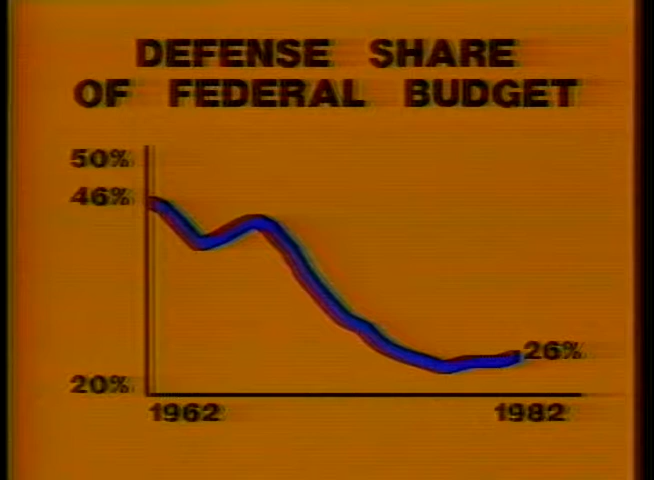 DEFENSE SHARE
OF FEDERAL BUDGET
50%
46%
26%
20%
1962 1982